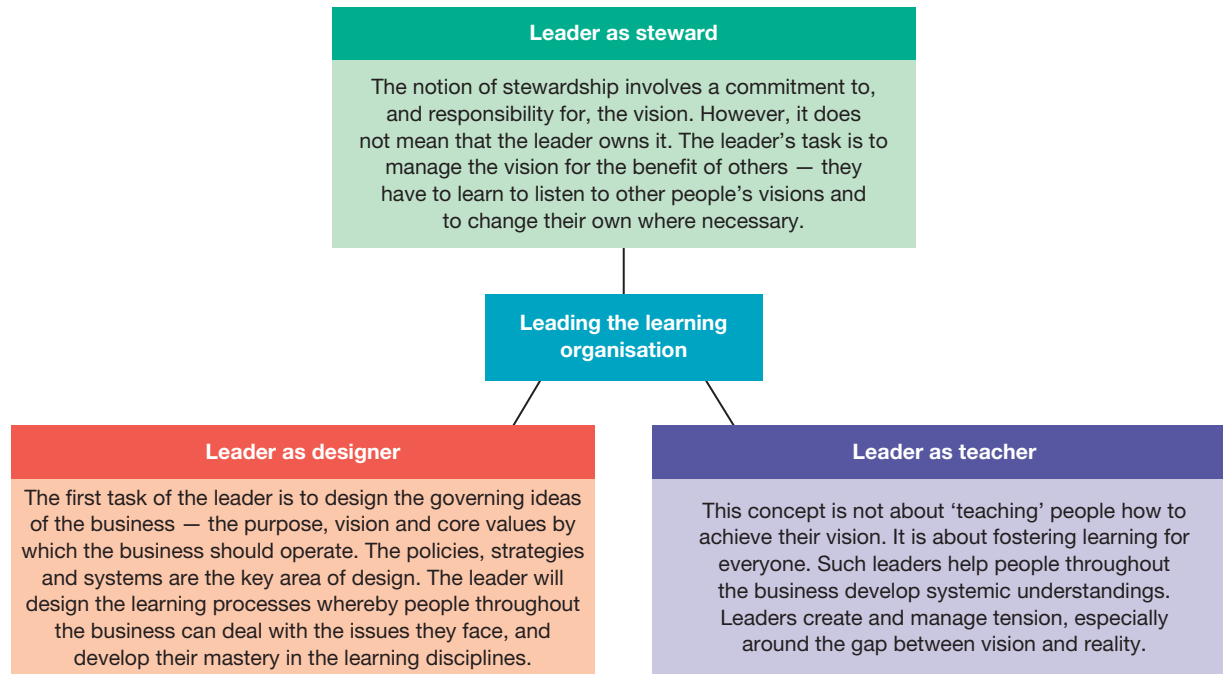 Leader as steward
The notion of stewardship involves a commitment to,
and responsibility for, the vision. However, it does
not mean that the leader owns it. The leader’s task is to
manage the vision for the benefit of others — they
have to learn to listen to other people’s visions and
to change their own where necessary.
Leading the learning
organisation
Leader as designer
The first task of the leader is to design the governing ideas
of the business — the purpose, vision and core values by
which the business should operate. The policies, strategies
and systems are the key area of design. The leader will
design the learning processes whereby people throughout
the business can deal with the issues they face, and
develop their mastery in the learning disciplines.
Leader as teacher
This concept is not about ‘teaching’ people how to
achieve their vision. It is about fostering learning for
everyone. Such leaders help people throughout
the business develop systemic understandings.
Leaders create and manage tension, especially
around the gap between vision and reality.